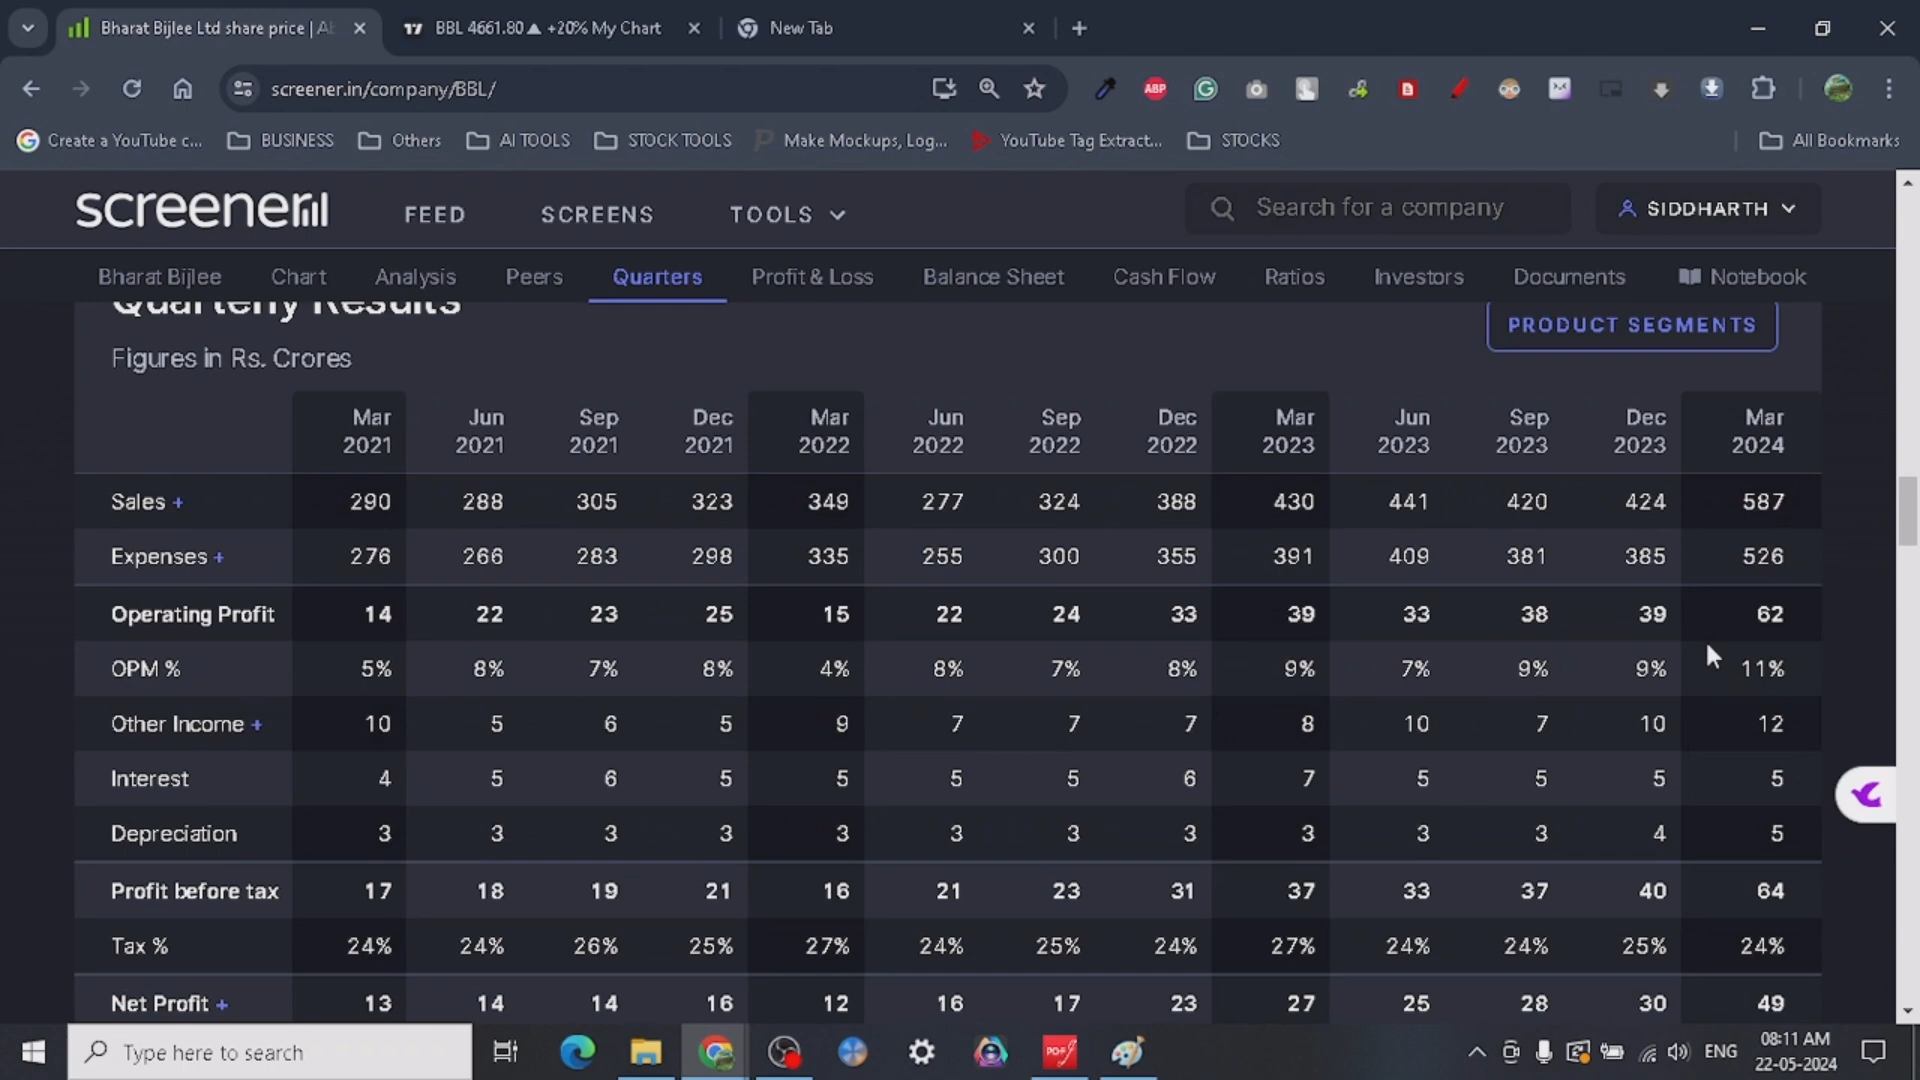 Bharat Bijlee Ltd share price | A
BBL 4661.80 ▲ +20% My Chart
New Tab
screener.in/company/BBL/
Create a YouTube c...
BUSINESS
Others
AI TOOLS
STOCK TOOLS
Make Mockups, Log...
YouTube Tag Extract...
STOCKS
All Bookmarks
screener
FEED
SCREENS
TOOLS
Search for a company
SIDDHARTH
Bharat Bijlee Chart Analysis Peers Quarters Profit & Loss Balance Sheet Cash Flow Ratios Investors Documents Notebook
Quarterly Results
PRODUCT SEGMENTS
Figures in Rs. Crores
Mar Jun Sep Dec Mar Jun Sep Dec Mar Jun Sep Dec Mar
2021 2021 2021 2021 2022 2022 2022 2022 2023 2023 2023 2023 2024
Sales + 290 288 305 323 349 277 324 388 430 441 420 424 587
Expenses + 276 266 283 298 335 255 300 355 391 409 381 385 526
Operating Profit 14 22 23 25 15 22 24 33 39 33 38 39 62
OPM % 5% 8% 7% 8% 4% 8% 7% 8% 9% 7% 9% 9% 11%
Other Income + 10 5 6 5 9 7 7 7 8 10 7 10 12
Interest 4 5 6 5 5 5 5 6 7 5 5 5 5
Depreciation 3 3 3 3 3 3 3 3 3 3 3 4 5
Profit before tax 17 18 19 21 16 21 23 31 37 33 37 40 64
Tax % 24% 24% 26% 25% 27% 24% 25% 24% 27% 24% 24% 25% 24%
Net Profit + 13 14 14 16 12 16 17 23 27 25 28 30 49
Type here to search
ENG
08:11 AM
22-05-2024
ABP
PDF